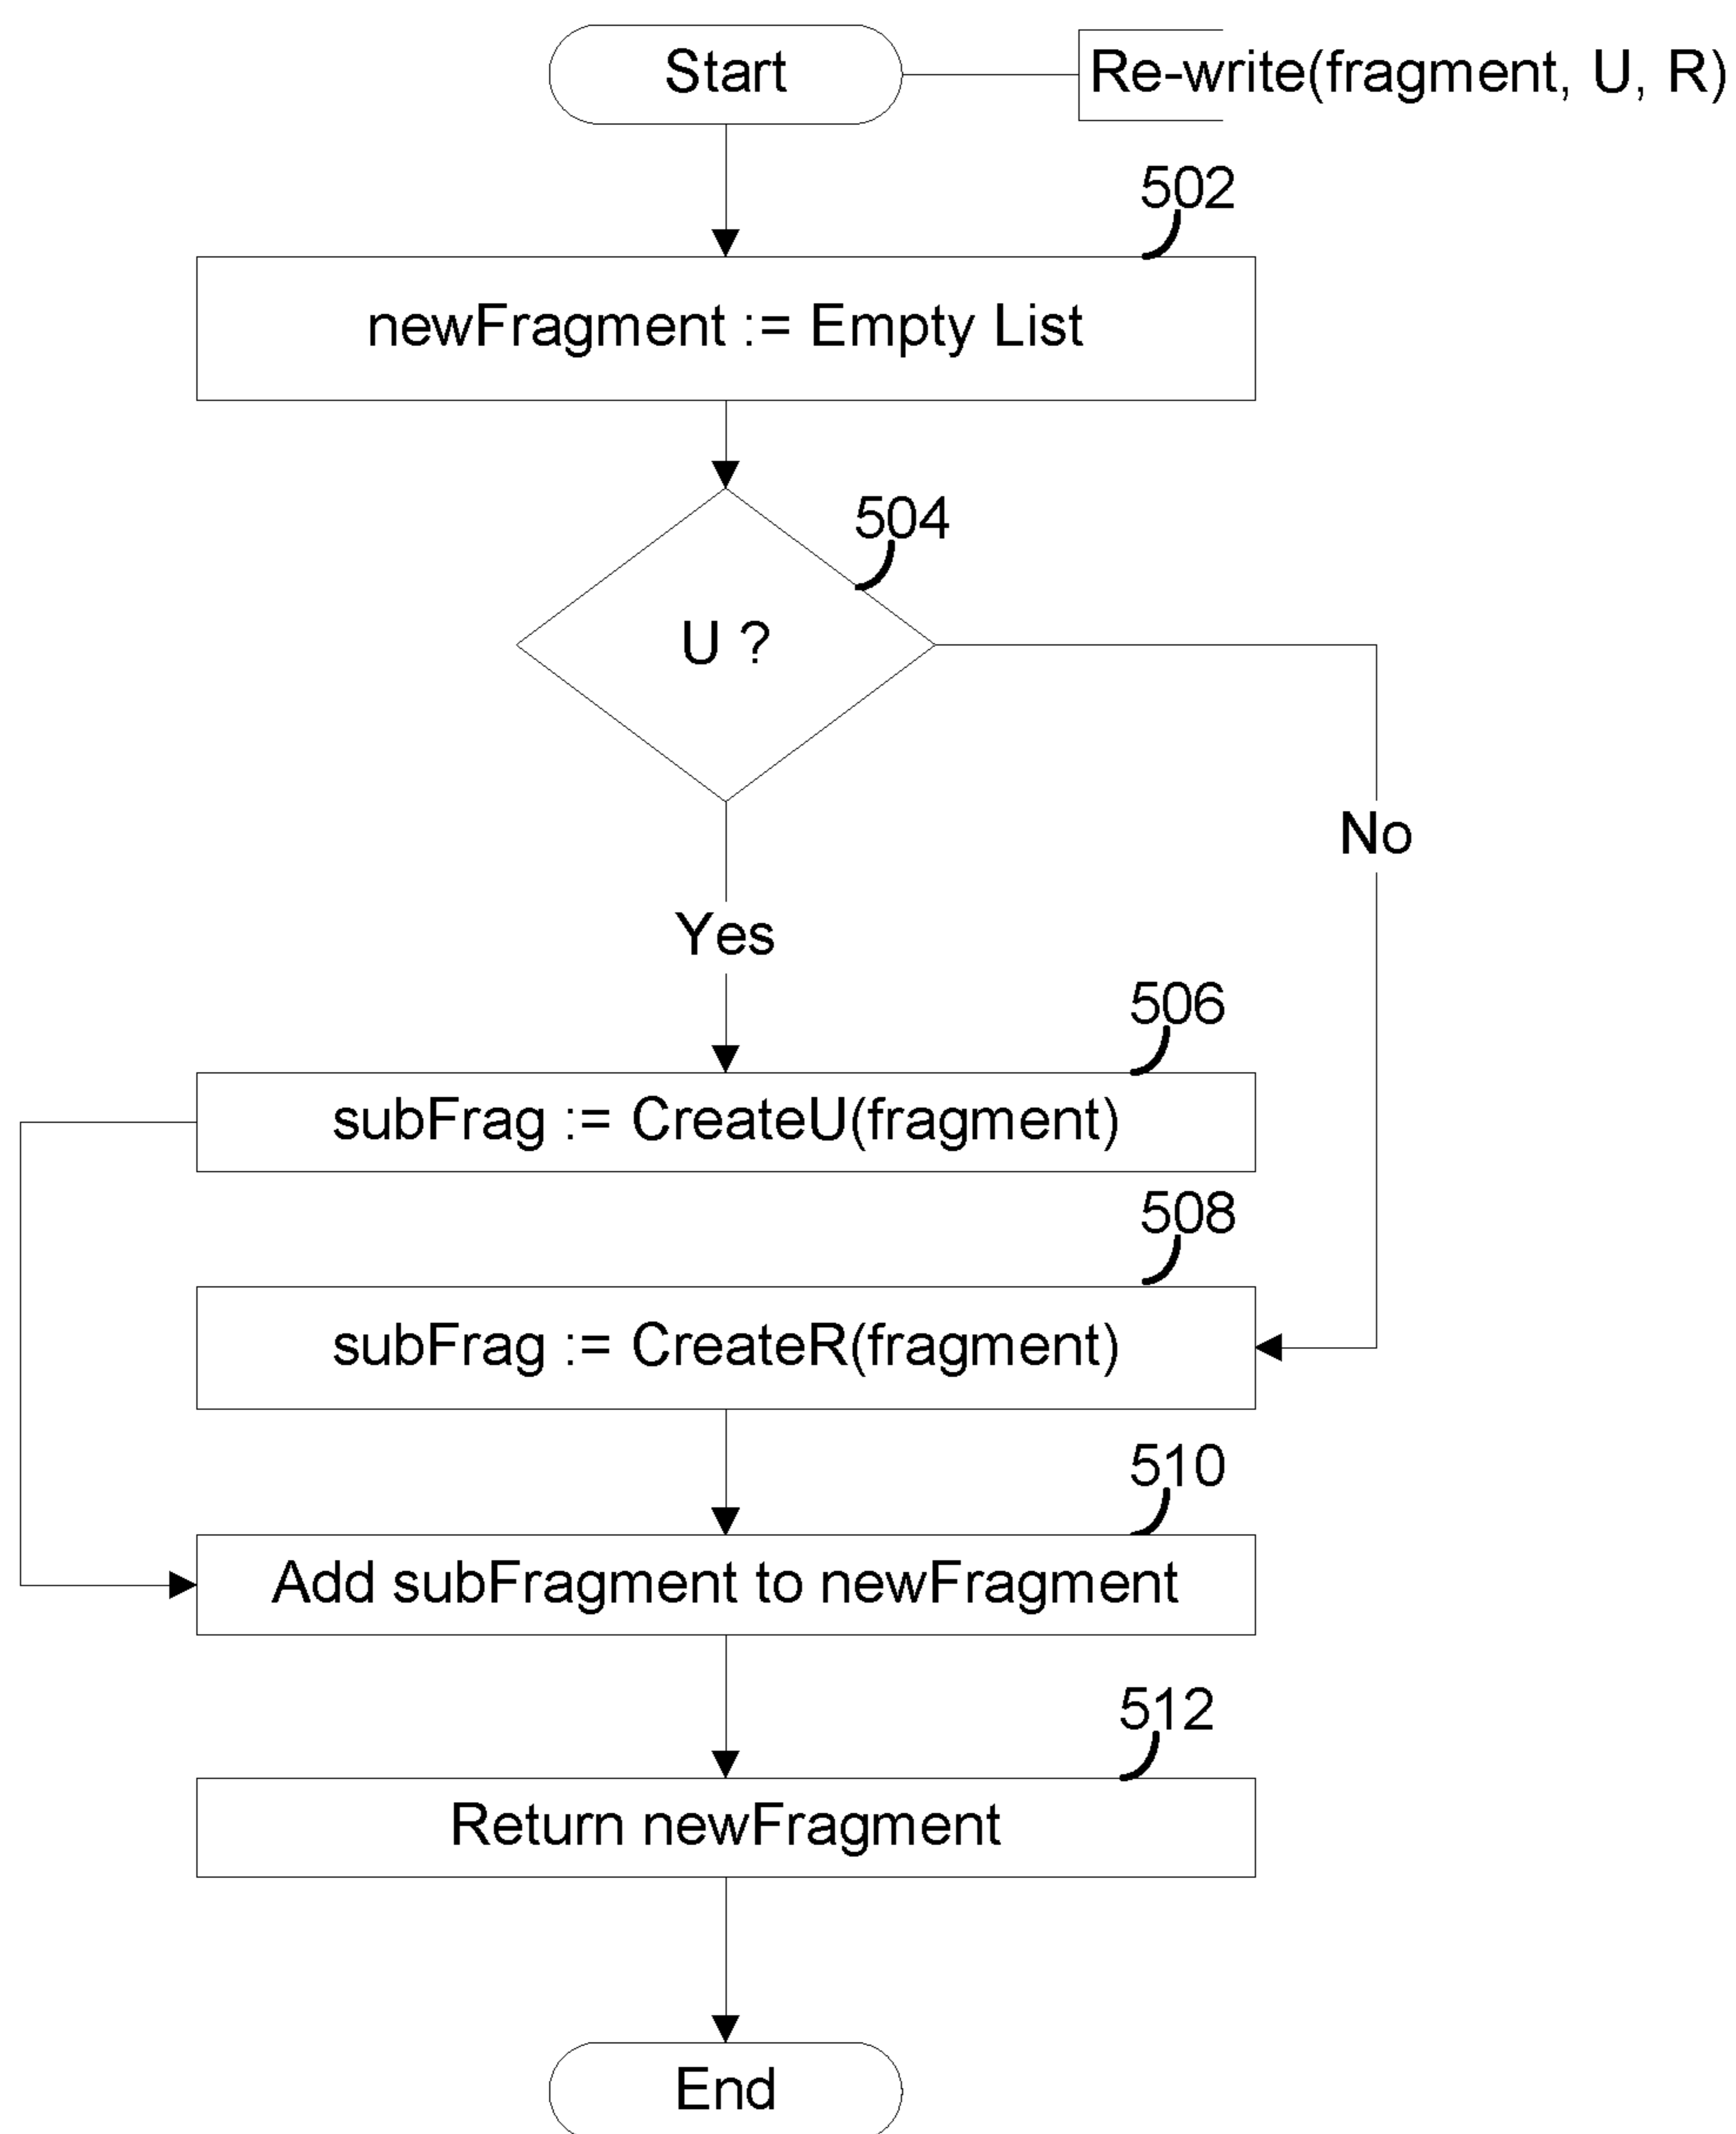 Start
Re-write(fragment, U, R)
502
newFragment := Empty List
504
U ?
No
Yes
506
subFrag := CreateU(fragment)
508
subFrag := CreateR(fragment)
510
Add subFragment to newFragment
512
Return newFragment
End